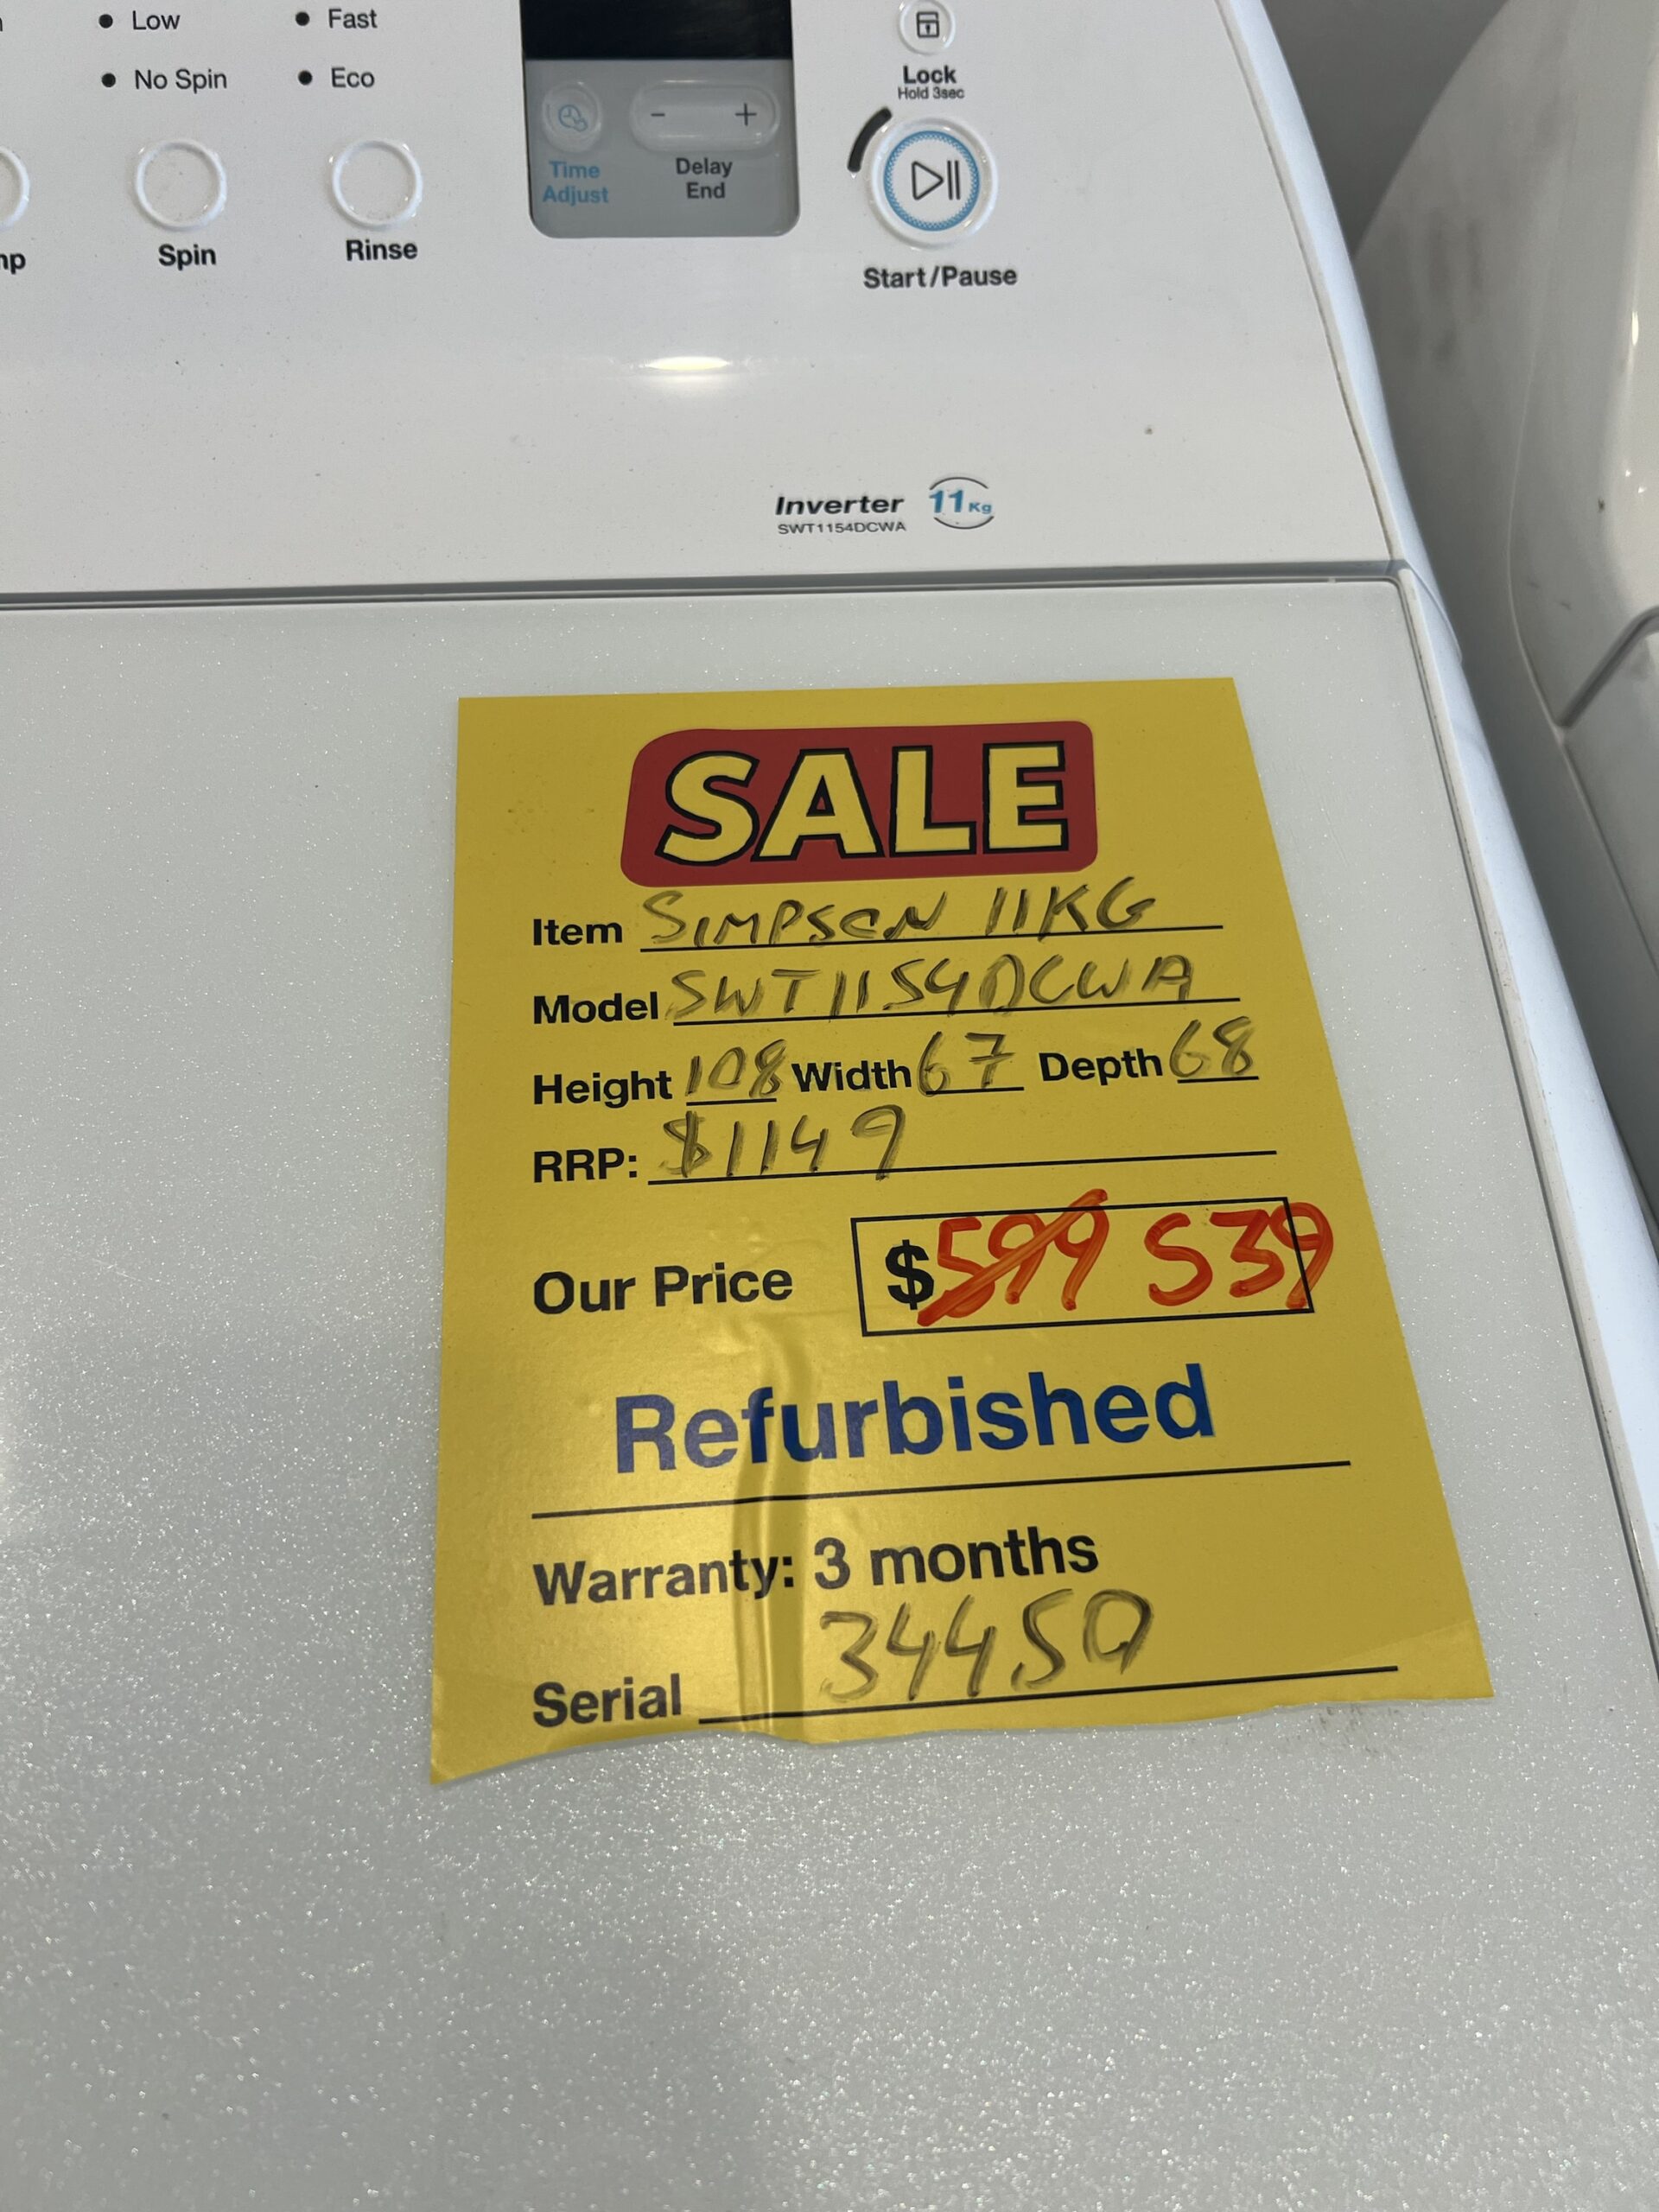 Low Fast
No Spin Eco
Lock
Hold 3sec
- +
Time Adjust
Delay End
Spin
Rinse
Start/Pause
Inverter 11Kg
SWT1154DCWA
SALE
Item SIMPSON 11KG
Model SWT1154DCWA
Height 108 Width 67 Depth 68
RRP: $1149
Our Price $599 539
Refurbished
Warranty: 3 months
34450
Serial